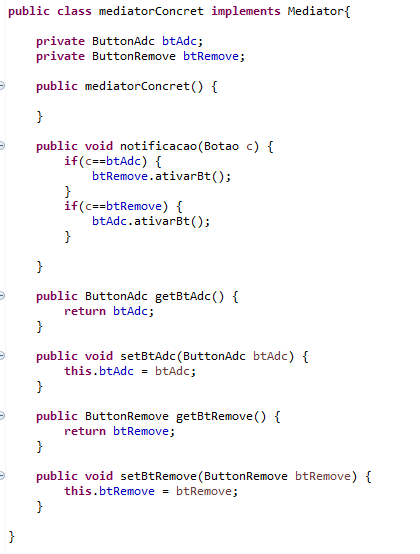 public class mediatorConcret implements Mediator{
private ButtonAdc btAdc;
private ButtonRemove btRemove;
public mediatorConcret() {
}
public void notificacao(Botao c) {
if(c==btAdc) {
btRemove.ativarBt();
}
if(c==btRemove) {
btAdc.ativarBt();
}
}
public ButtonAdc getBtAdc() {
return btAdc;
}
public void setBtAdc(ButtonAdc btAdc) {
this.btAdc = btAdc;
}
public ButtonRemove getBtRemove() {
return btRemove;
}
public void setBtRemove(ButtonRemove btRemove) {
this.btRemove = btRemove;
}
}